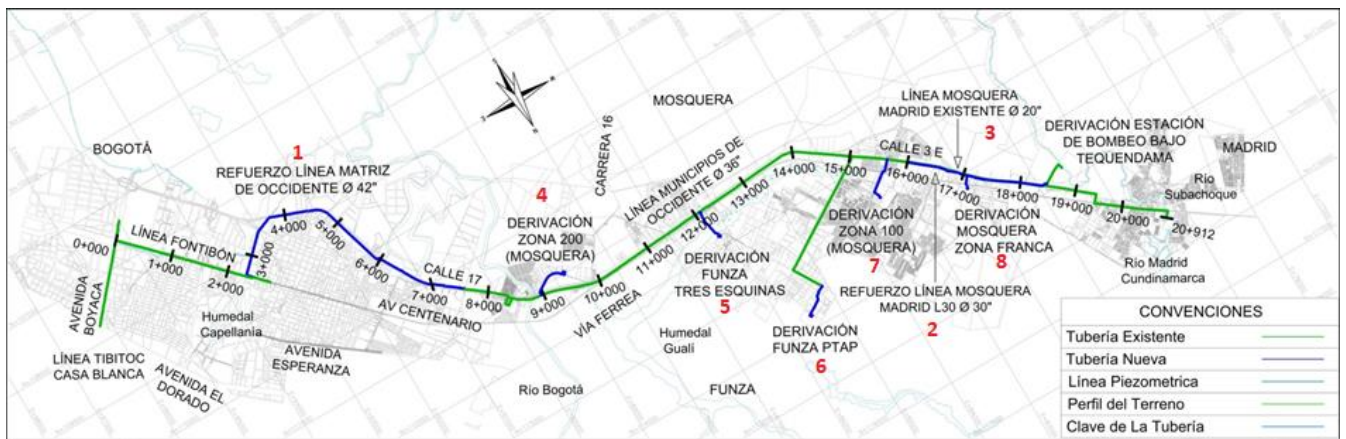 BOGOTÁ
1
REFUERZO LÍNEA MATRIZ
DE OCCIDENTE Ø 42"
4
DERIVACIÓN
ZONA 200
(MOSQUERA)
CARRERA 16
MOSQUERA
LÍNEA MUNICIPIOS DE
OCCIDENTE Ø 36"
LÍNEA MOSQUERA
MADRID EXISTENTE Ø 20"
3
CALLE 3 E
DERIVACIÓN ESTACIÓN
DE BOMBEO BAJO
TEQUENDAMA
MADRID
Río
Subachoque
0+000
LÍNEA FONTIBÓN
1+000
2+000
3+000
4+000
5+000
6+000
7+000
CALLE 17
8+000
9+000
10+000
11+000
12+000
13+000
14+000
15+000
16+000
17+000
18+000
19+000
20+000
20+912
AVENIDA
BOYACA
Humedal
Capellanía
AV CENTENARIO
VÍA FERREA
DERIVACIÓN
FUNZA
TRES ESQUINAS
5
DERIVACIÓN
ZONA 100
(MOSQUERA)
7
DERIVACIÓN
MOSQUERA
ZONA FRANCA
8
Río Madrid
Cundinamarca
REFUERZO LÍNEA MOSQUERA
MADRID L30 Ø 30"
2
DERIVACIÓN
FUNZA PTAP
6
Humedal
Gualí
FUNZA
Río Bogotá
AVENIDA
ESPERANZA
LÍNEA TIBITOC
CASA BLANCA
AVENIDA EL
DORADO
CONVENCIONES
Tubería Existente
Tubería Nueva
Línea Piezometrica
Perfil del Terreno
Clave de La Tubería